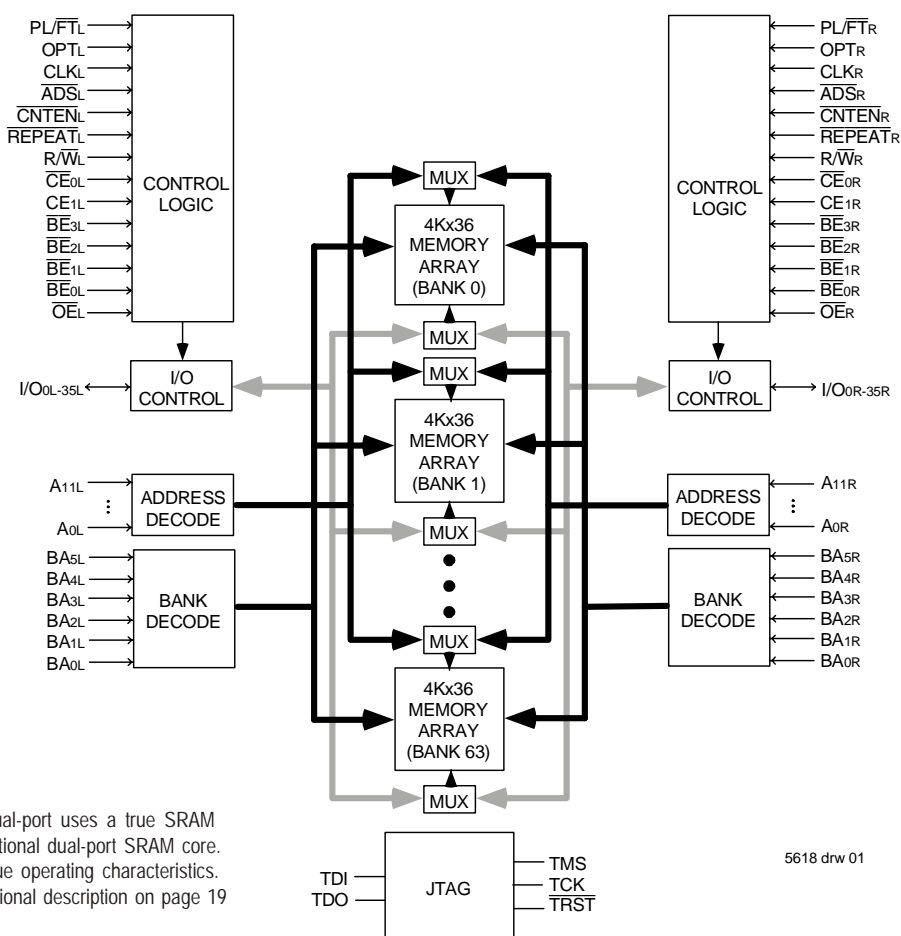 PL/FTL
OPTL
CLKL
ADSL
CNTENL
REPEATL
R/WL
CE0L
CE1L
BE3L
BE2L
BE1L
BE0L
OEL
CONTROL
LOGIC
I/O0L-35L
I/O
CONTROL
A11L
A0L
ADDRESS
DECODE
BA5L
BA4L
BA3L
BA2L
BA1L
BA0L
BANK
DECODE
MUX
4Kx36
MEMORY
ARRAY
(BANK 0)
MUX
MUX
4Kx36
MEMORY
ARRAY
(BANK 1)
MUX
MUX
4Kx36
MEMORY
ARRAY
(BANK 63)
MUX
CONTROL
LOGIC
PL/FTR
OPTR
CLKR
ADSR
CNTENR
REPEATR
R/WR
CE0R
CE1R
BE3R
BE2R
BE1R
BE0R
OER
I/O
CONTROL
I/O0R-35R
ADDRESS
DECODE
A11R
A0R
BANK
DECODE
BA5R
BA4R
BA3R
BA2R
BA1R
BA0R
ual-port uses a true SRAM
tional dual-port SRAM core.
ue operating characteristics.
ional description on page 19
TDI
TDO
JTAG
TMS
TCK
TRST
5618 drw 01